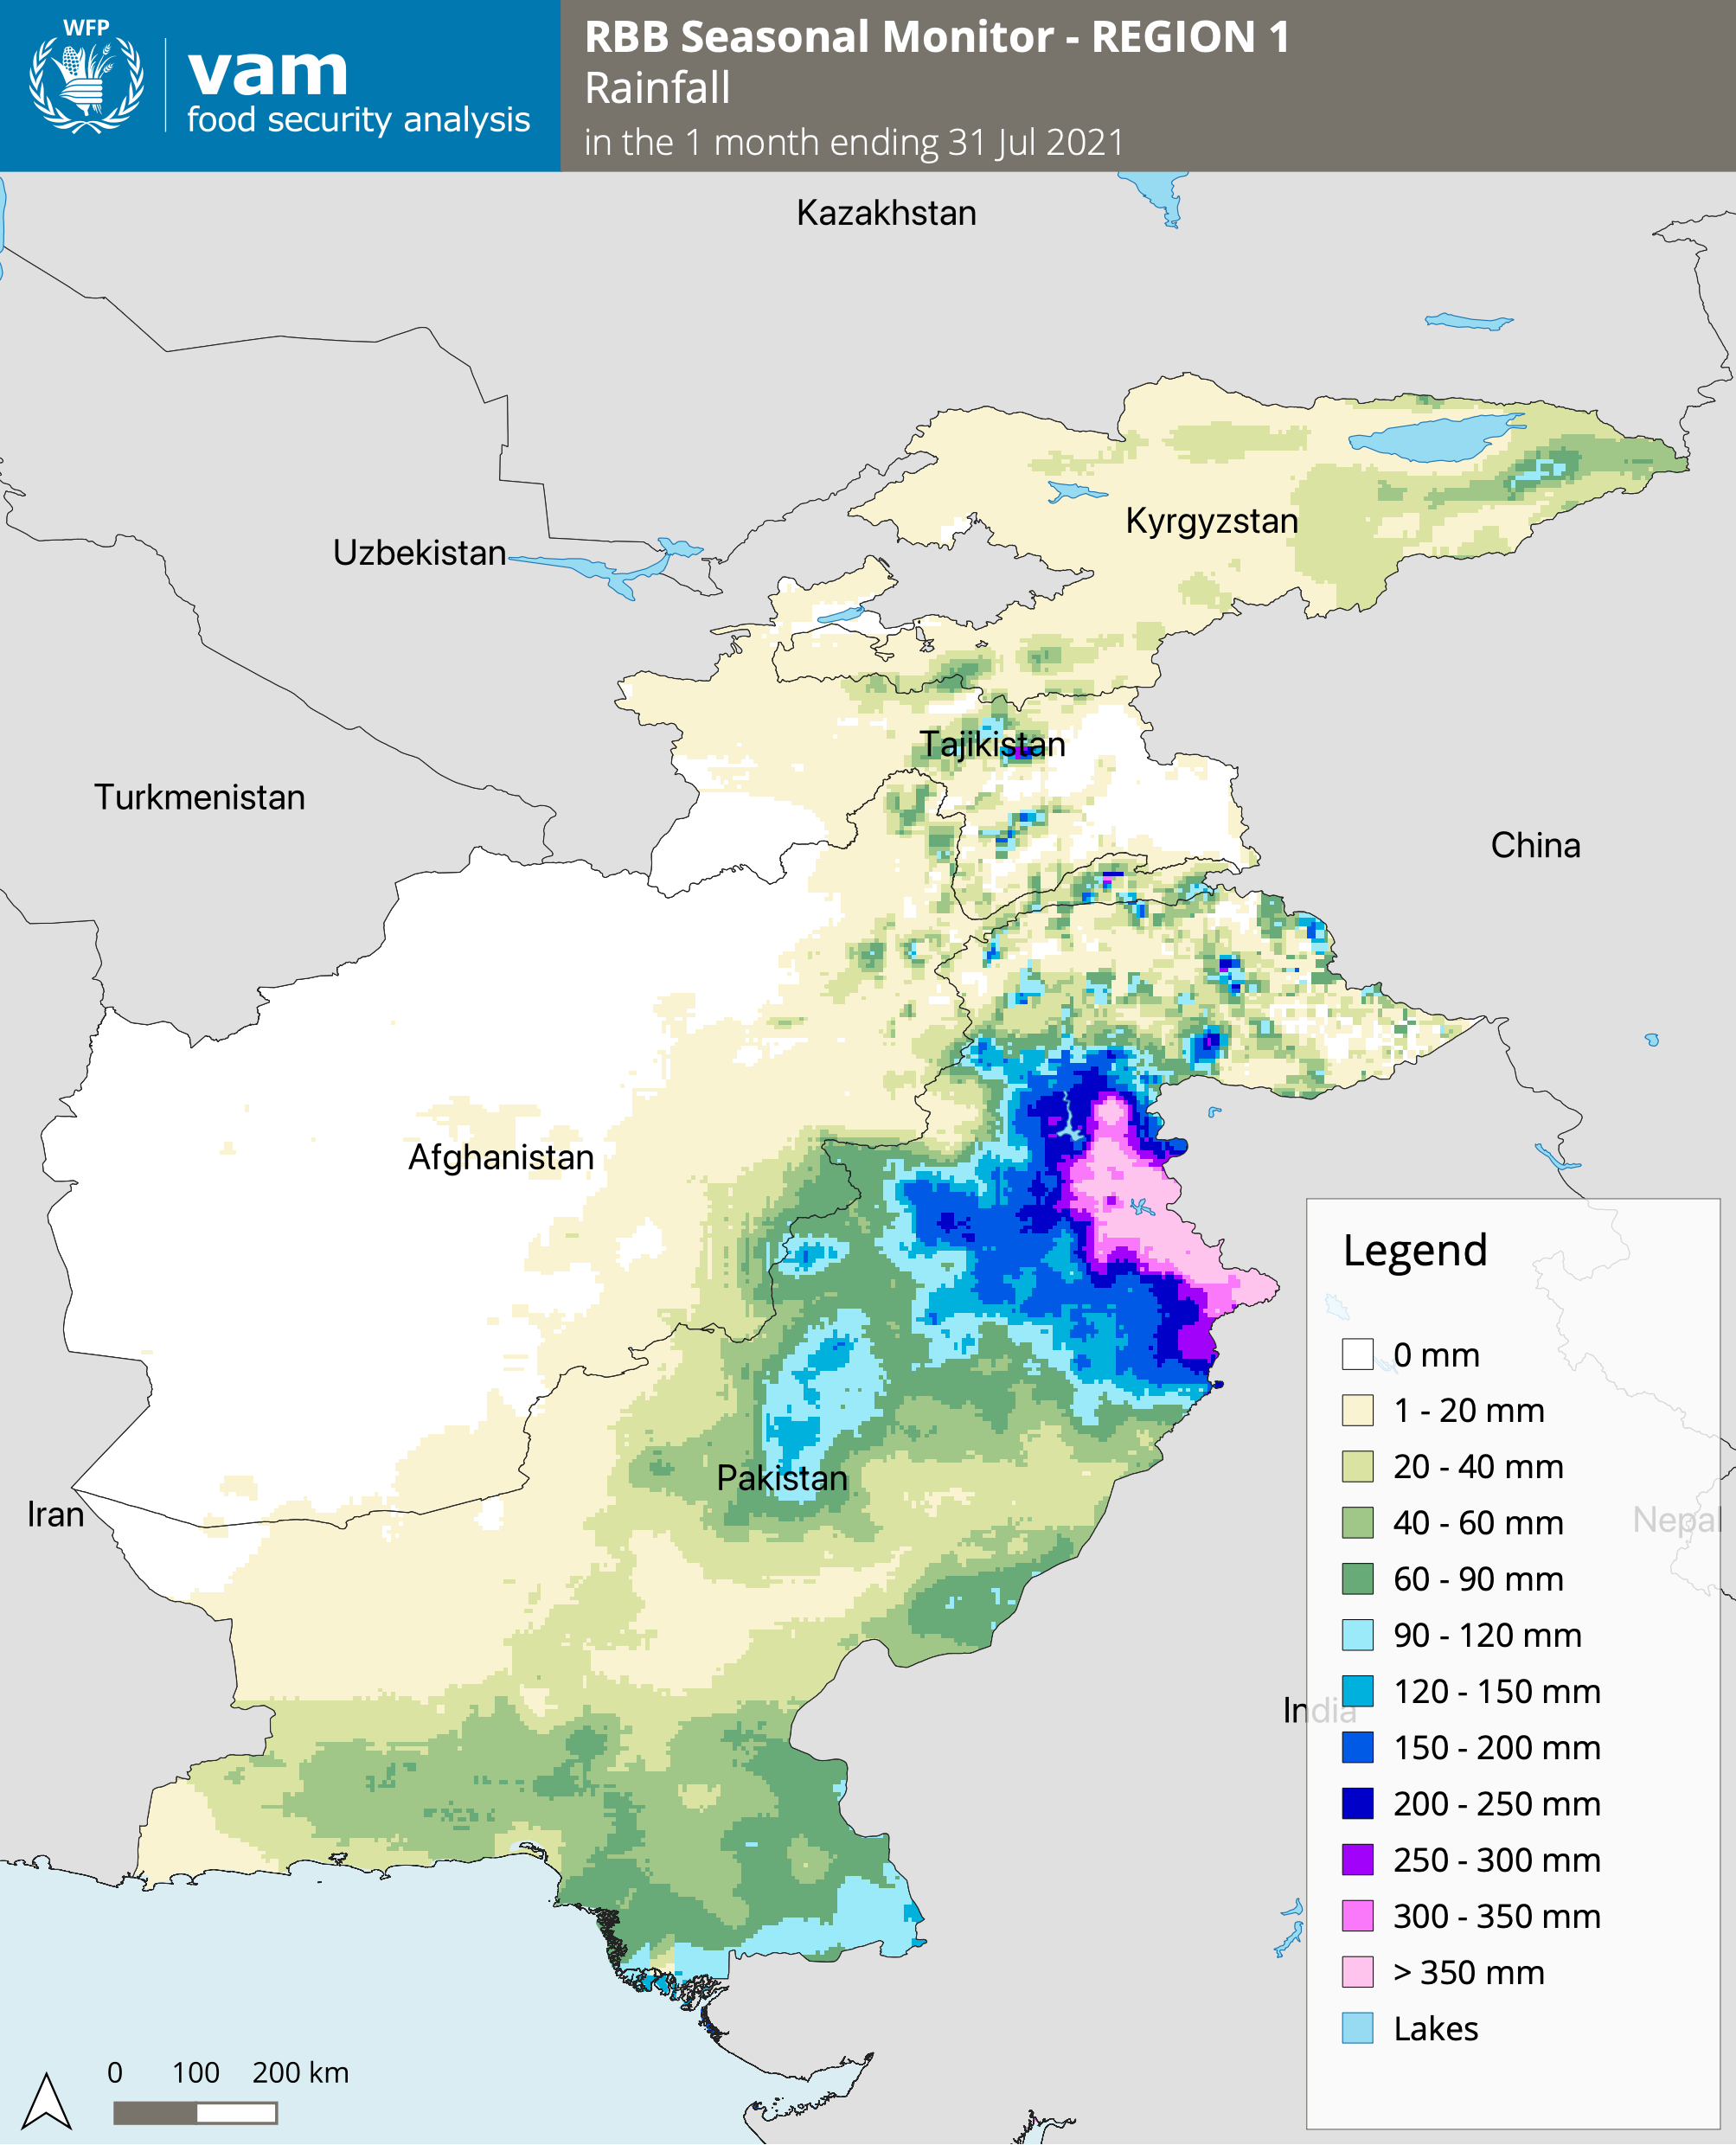 WFP
vam
food security analysis
RBB Seasonal Monitor - REGION 1
Rainfall
in the 1 month ending 31 Jul 2021
Kazakhstan
Kyrgyzstan
Uzbekistan
Tajikistan
Turkmenistan
China
Afghanistan
Pakistan
Iran
Nepal
India
Legend
0 mm
1 - 20 mm
20 - 40 mm
40 - 60 mm
60 - 90 mm
90 - 120 mm
120 - 150 mm
150 - 200 mm
200 - 250 mm
250 - 300 mm
300 - 350 mm
> 350 mm
Lakes
0 100 200 km